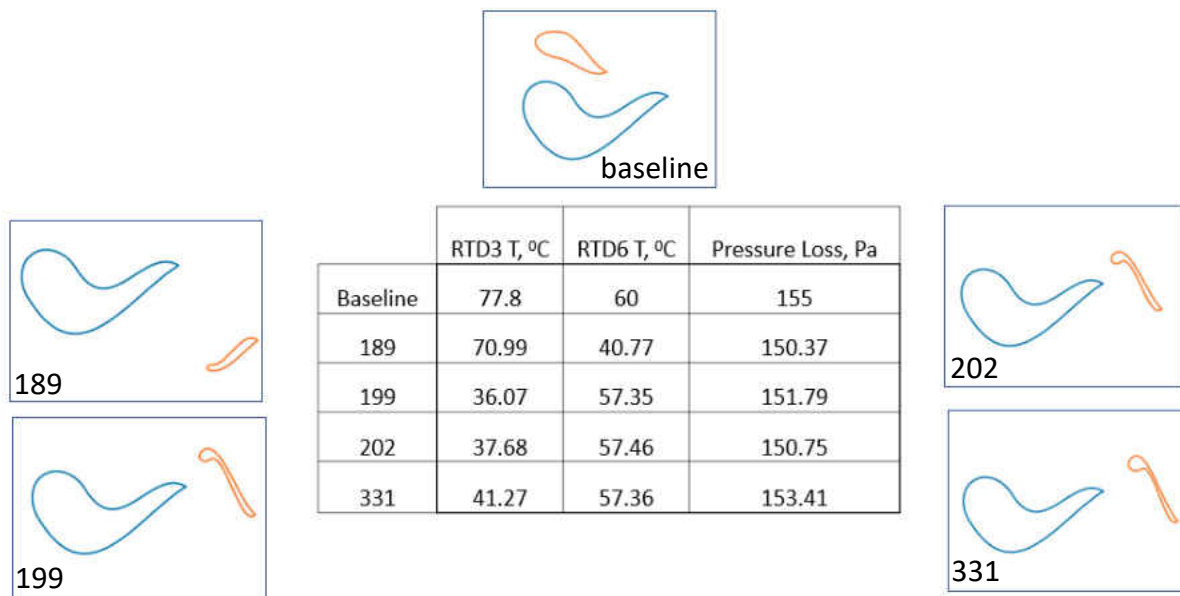 baseline
RTD3 T, ⁰C RTD6 T, ⁰C Pressure Loss, Pa
Baseline 77.8 60 155
189 70.99 40.77 150.37
199 36.07 57.35 151.79
202 37.68 57.46 150.75
331 41.27 57.36 153.41
189
199
202
331